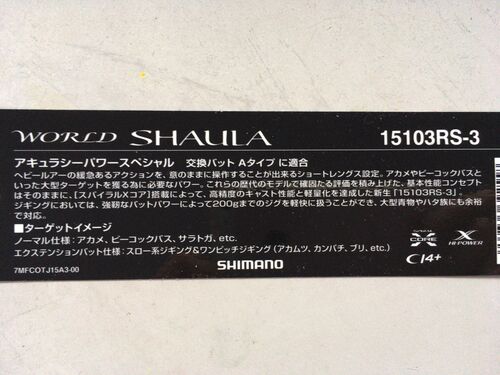 WORLD SHAULA 15103RS-3
アキュラシーパワースペシャル 交換バット Aタイプ に適合
ヘビールアーの緩急あるアクションを、意のままに操作することが出来るショートレングス設定。アカメやピーコックバスと
いった大型ターゲットを獲る為に必要なパワー。これらの歴代のモデルで確固たる評価を積み上げた、基本性能コンセプト
はそのままに、[スパイラルXコア]搭載によって、高精度のキャスト性能と軽量化を達成した新生「15103RS-3」。
ジギングにおいては、強靭なバットパワーによって200gまでのジグを軽快に扱うことができ、大型青物やハタ族にも余裕
で対応。
■ターゲットイメージ
ノーマル仕様：アカメ、ピーコックバス、サラトガ、etc.
エクステンションバット仕様：スロー系ジギング&ワンピッチジギング（アカムツ、カンパチ、ブリ、etc.）
7MFCOTJ15A3-00
SHIMANO
SPIRAL X CORE
X HI-POWER
CI4+